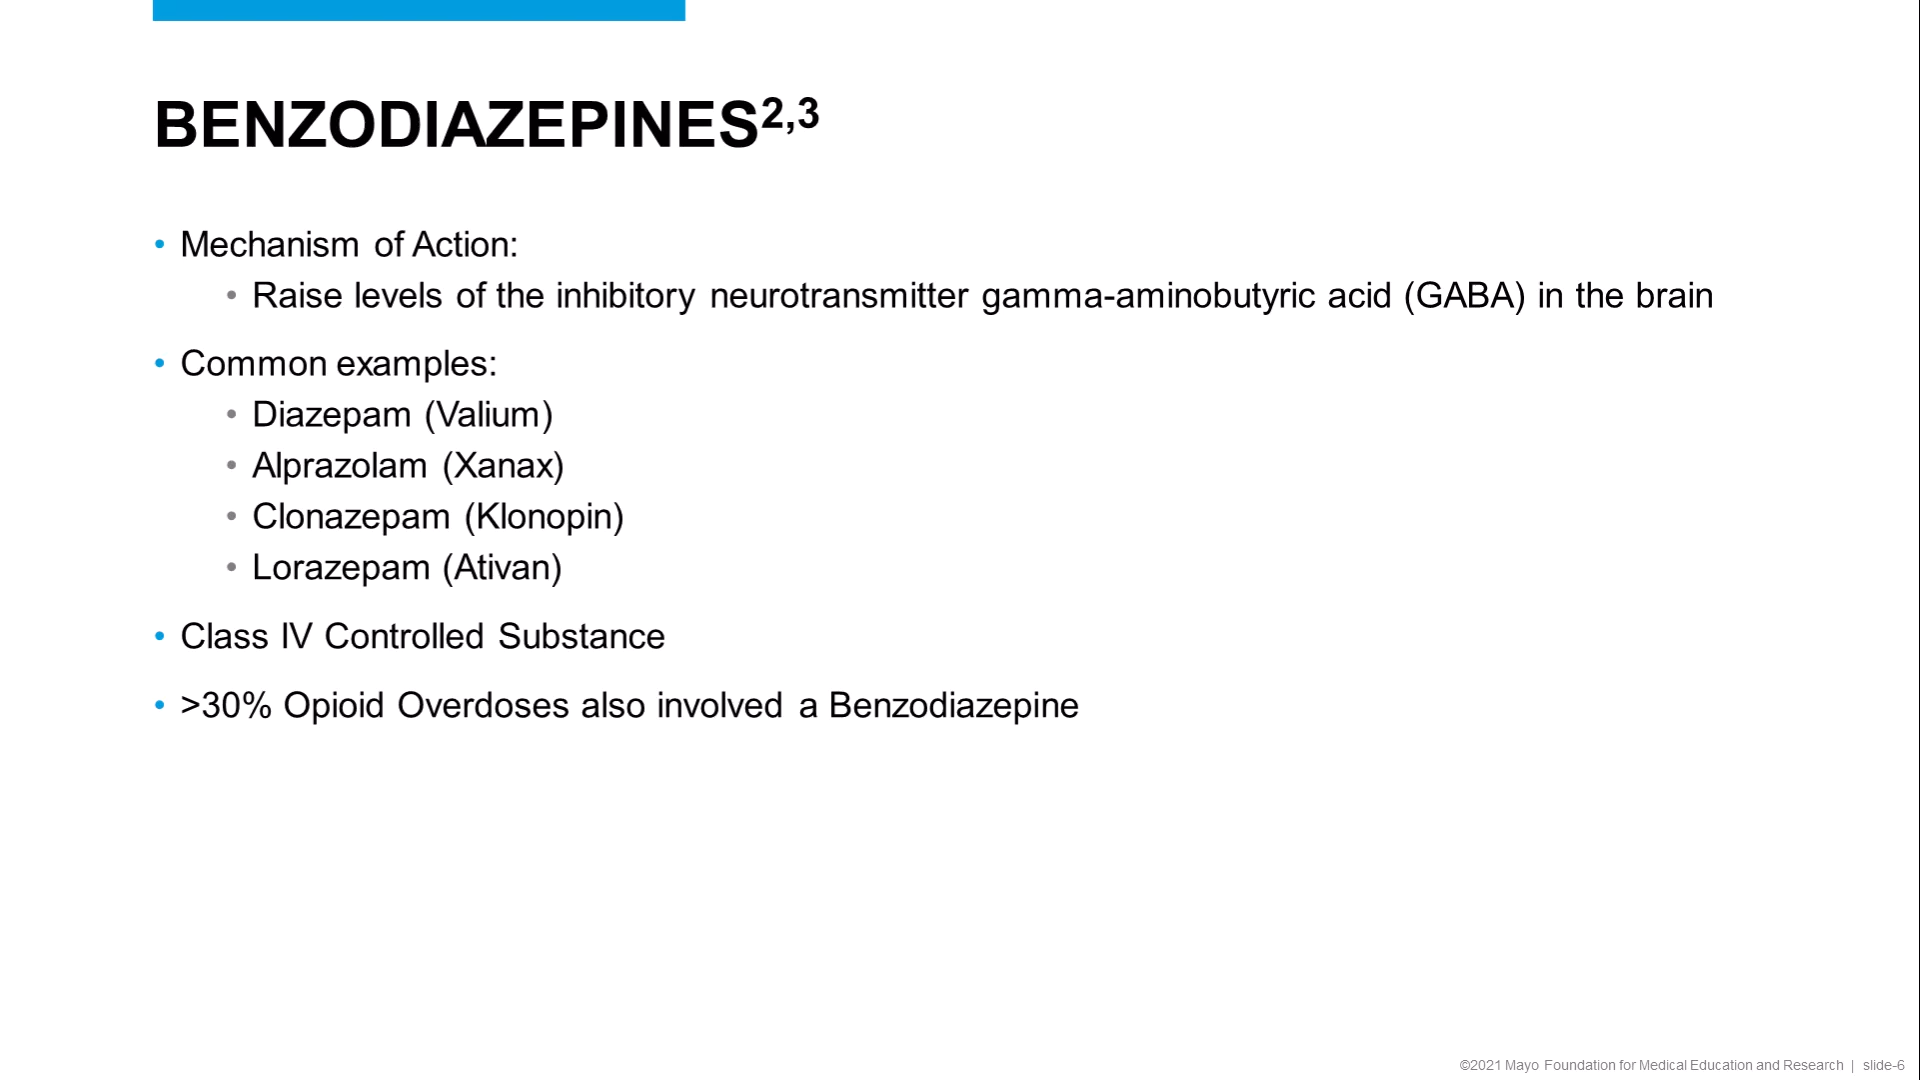 BENZODIAZEPINES2,3
• Mechanism of Action:
• Raise levels of the inhibitory neurotransmitter gamma-aminobutyric acid (GABA) in the brain
• Common examples:
• Diazepam (Valium)
• Alprazolam (Xanax)
• Clonazepam (Klonopin)
• Lorazepam (Ativan)
• Class IV Controlled Substance
• >30% Opioid Overdoses also involved a Benzodiazepine
©2021 Mayo Foundation for Medical Education and Research | slide-6